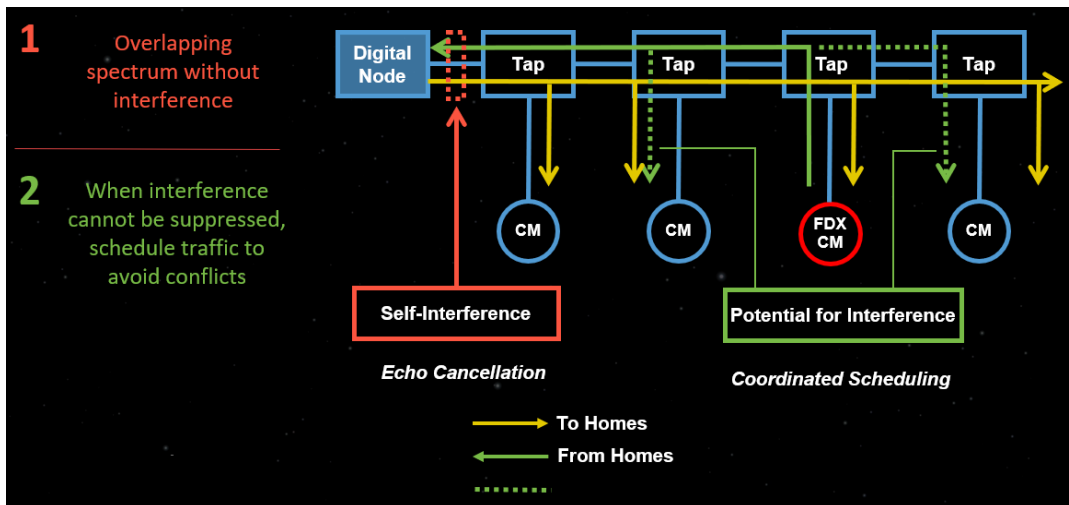 1
Overlapping
spectrum without
interference
2
When interference
cannot be suppressed,
schedule traffic to
avoid conflicts
Digital
Node
Tap
Tap
Tap
Tap
CM
CM
FDX
CM
CM
Self-Interference
Potential for Interference
Echo Cancellation
Coordinated Scheduling
To Homes
From Homes